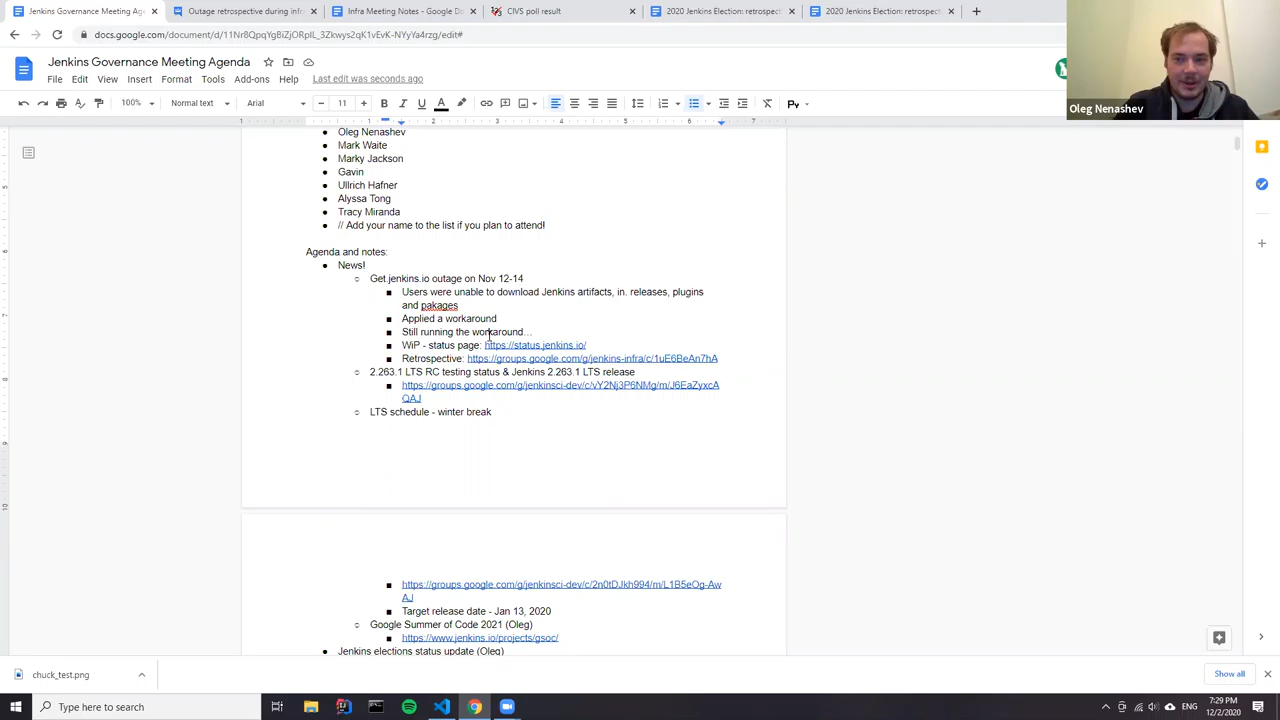 Jenkins Governance Meeting Age
Outage retrospective during infr
Infra Meeting Notes - Google Do
CIVS poll result
2020 Jenkins Election: retrospect
2020 Jenkins Election: retrospect
docs.google.com/document/d/11Nr8QpqYgBiZjORplL_3Zkwys2qK1vEvK-NYyYa4rzg/edit#
Jenkins Governance Meeting Agenda
File Edit View Insert Format Tools Add-ons Help Last edit was seconds ago
100% Normal text Arial 11
Oleg Nenashev
Oleg Nenashev
Mark Waite
Marky Jackson
Gavin
Ullrich Hafner
Alyssa Tong
Tracy Miranda
// Add your name to the list if you plan to attend!
Agenda and notes:
News!
Get.jenkins.io outage on Nov 12-14
Users were unable to download Jenkins artifacts, in. releases, plugins
and pakages
Applied a workaround
Still running the workaround…
WiP - status page: https://status.jenkins.io/
Retrospective: https://groups.google.com/g/jenkins-infra/c/1uE6BeAn7hA
2.263.1 LTS RC testing status & Jenkins 2.263.1 LTS release
https://groups.google.com/g/jenkinsci-dev/c/vY2Nj3P6NMg/m/J6EaZyxcA
QAJ
LTS schedule - winter break
https://groups.google.com/g/jenkinsci-dev/c/2n0tDJkh994/m/L1B5eOg-Aw
AJ
Target release date - Jan 13, 2020
Google Summer of Code 2021 (Oleg)
https://www.jenkins.io/projects/gsoc/
Jenkins elections status update (Oleg)
chuck_test.png
Show all
Type here to search
ENG
7:29 PM
12/2/2020